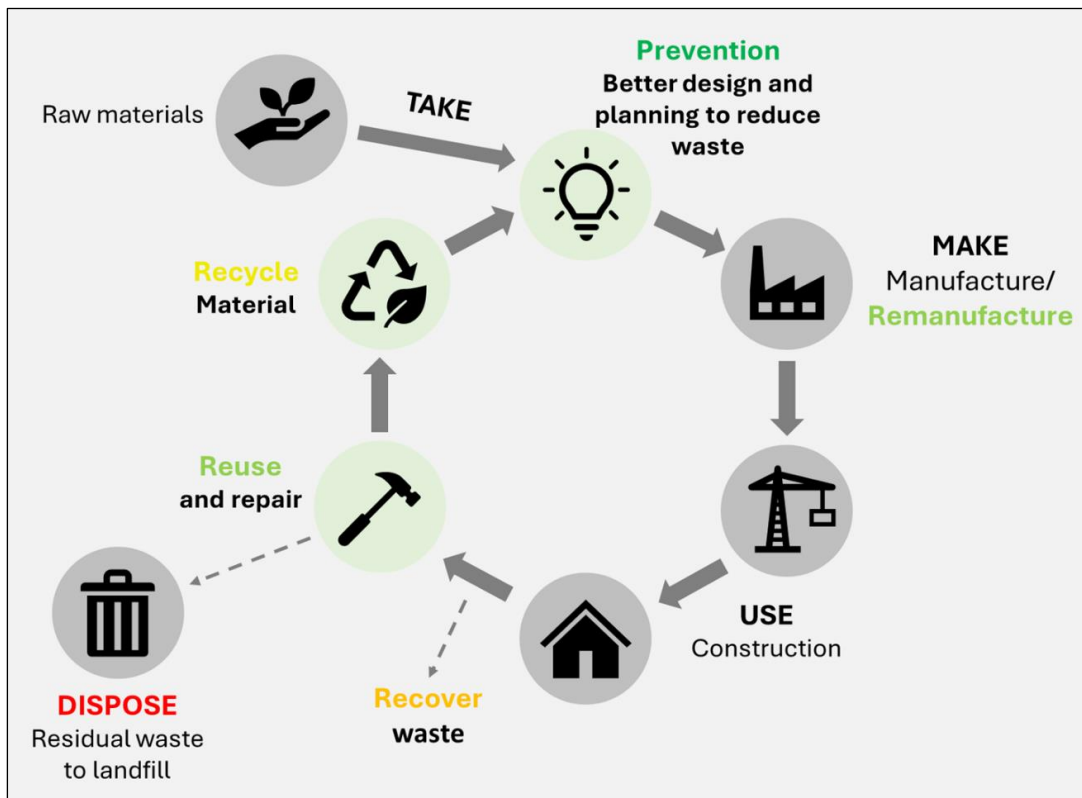 Raw materials
TAKE
Prevention
Better design and
planning to reduce
waste
MAKE
Manufacture/
Remanufacture
USE
Construction
Recover
waste
Reuse
and repair
DISPOSE
Residual waste
to landfill
Recycle
Material